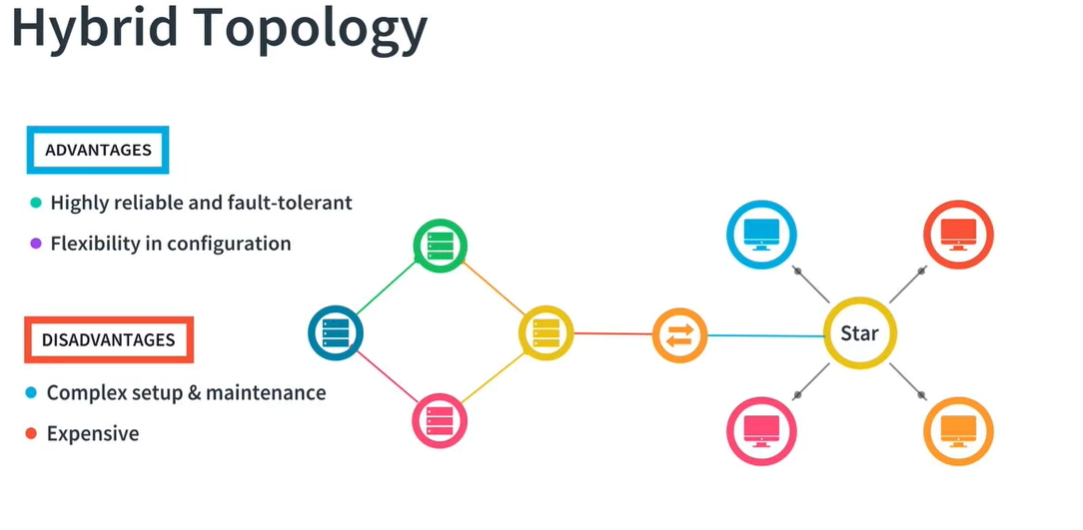 Hybrid Topology
ADVANTAGES
Highly reliable and fault-tolerant
Flexibility in configuration
DISADVANTAGES
Complex setup & maintenance
Expensive
Star